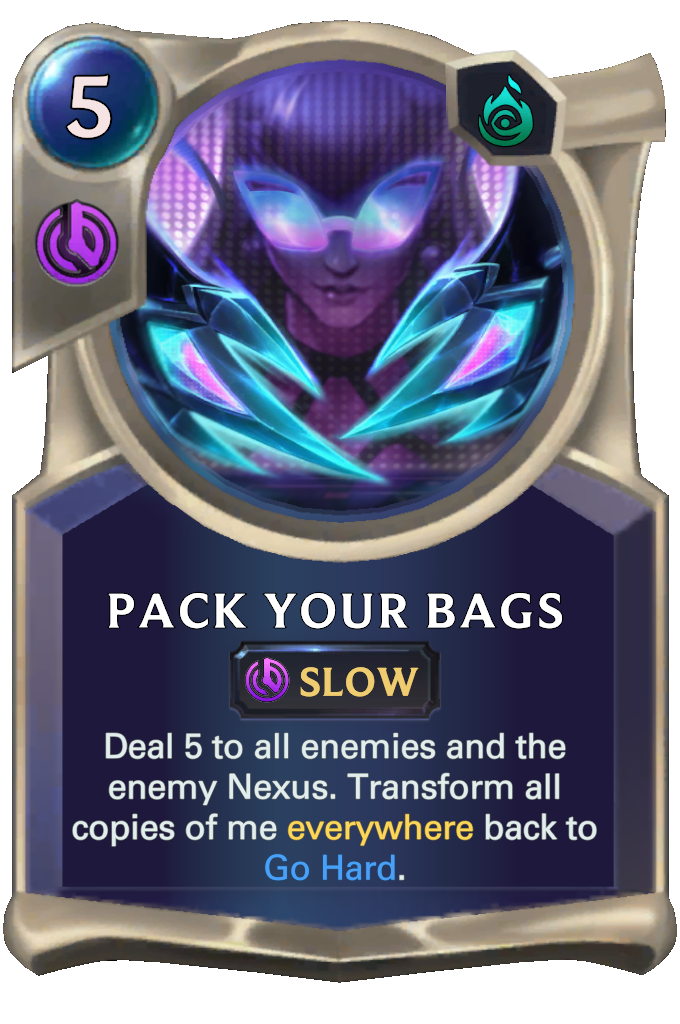 5
PACK YOUR BAGS
SLOW
Deal 5 to all enemies and the
enemy Nexus. Transform all
copies of me everywhere back to
Go Hard.